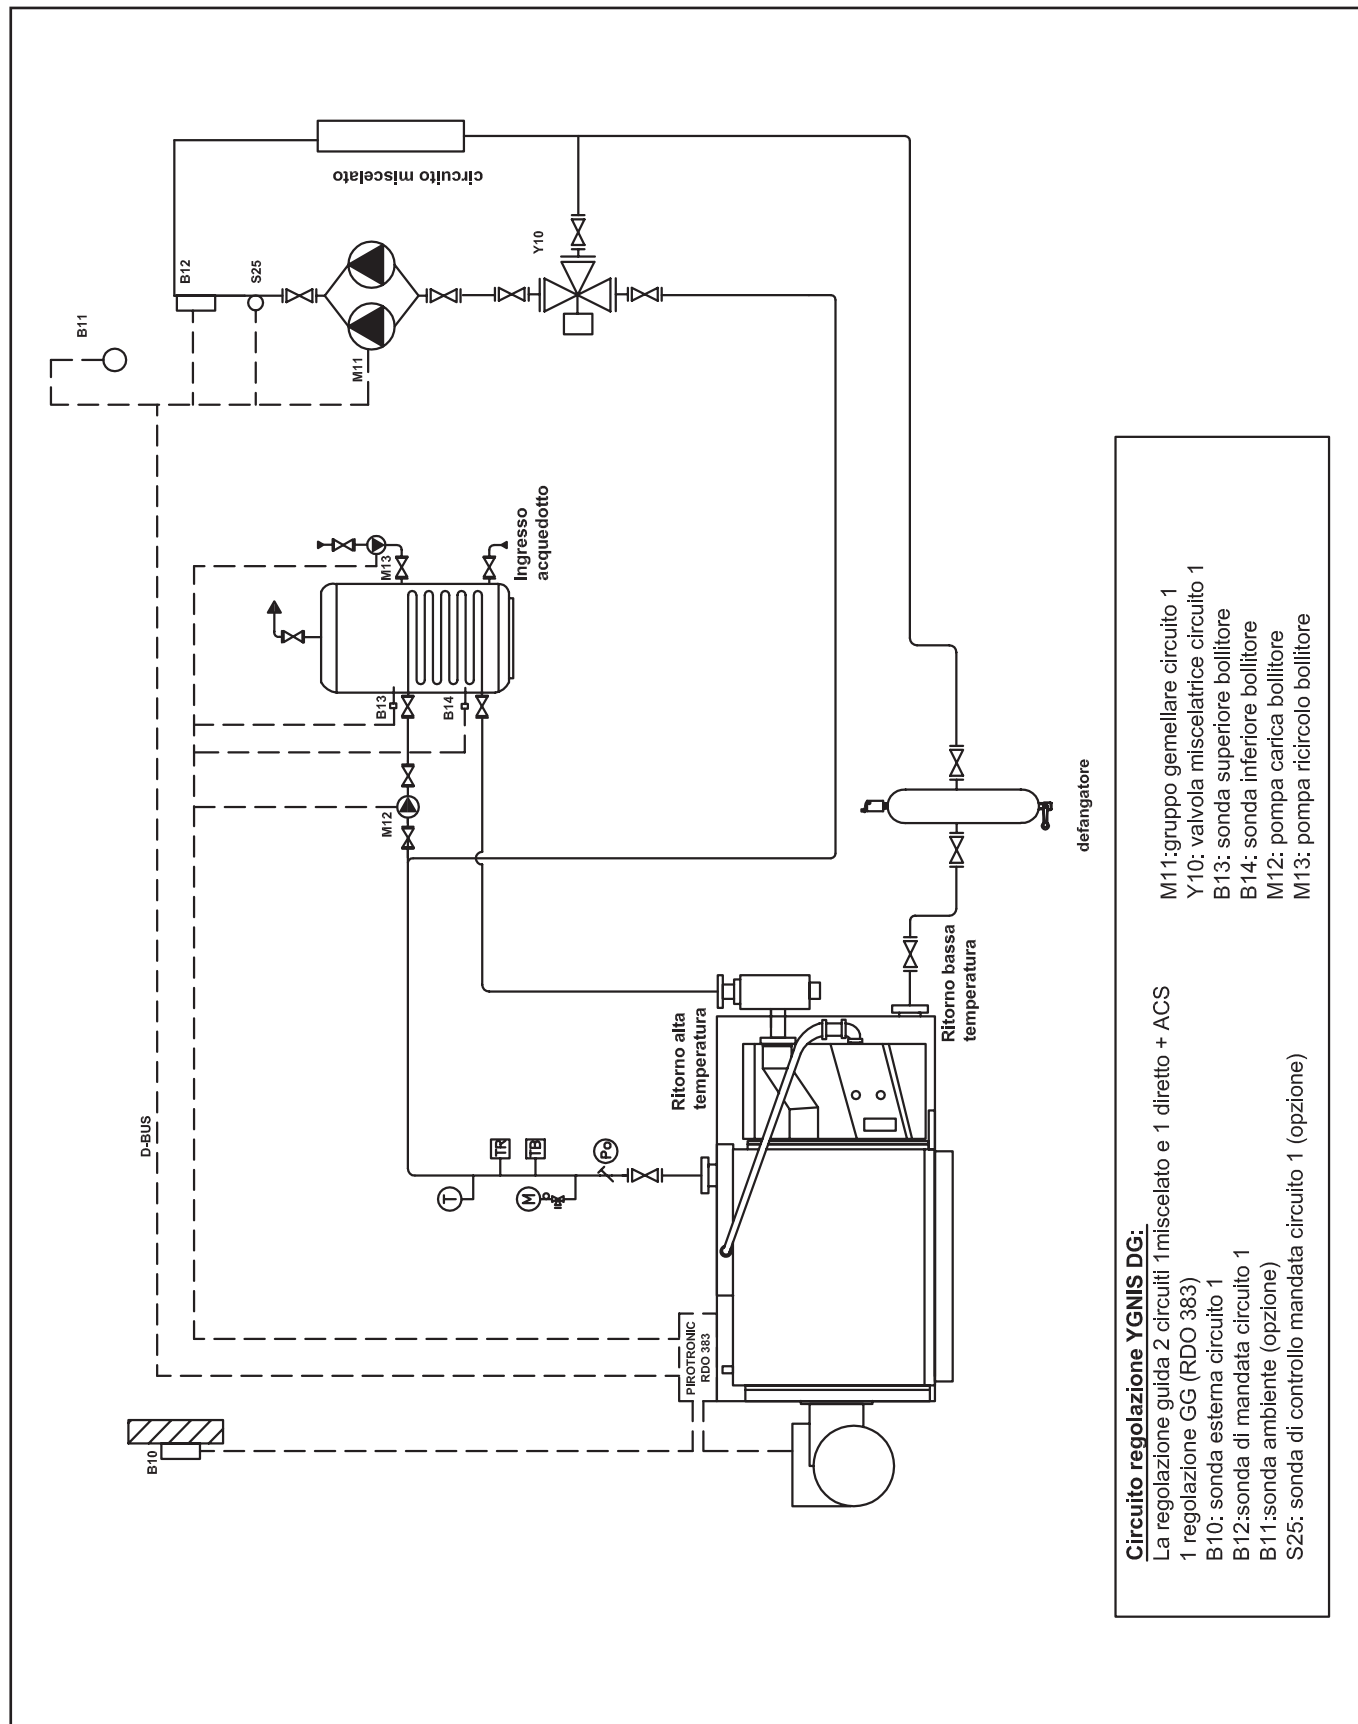 B10
D-BUS
PIROTRONIC
RDO 383
T
TR
M
TB
Po
Ritorno alta
temperatura
Ritorno bassa
temperatura
M12
B13
B14
M13
Ingresso
acquedotto
defangatore
B11
B12
S25
M11
Y10
circuito miscelato
Circuito regolazione YGNIS DG:
La regolazione guida 2 circuiti 1miscelato e 1 diretto + ACS
1 regolazione GG (RDO 383)
B10: sonda esterna circuito 1
B12:sonda di mandata circuito 1
B11:sonda ambiente (opzione)
S25: sonda di controllo mandata circuito 1 (opzione)
M11:gruppo gemellare circuito 1
Y10: valvola miscelatrice circuito 1
B13: sonda superiore bollitore
B14: sonda inferiore bollitore
M12: pompa carica bollitore
M13: pompa ricircolo bollitore